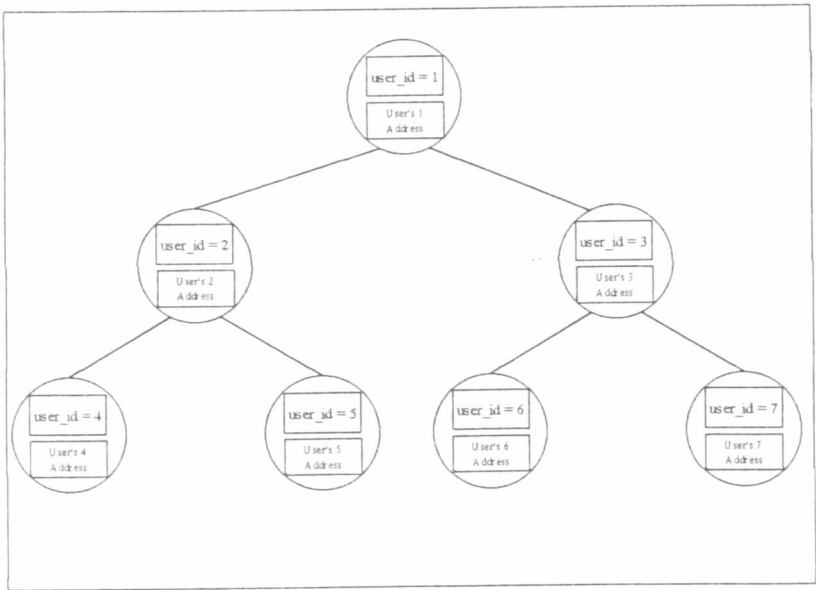 user_id = 1
User's 1
Address
user_id = 2
User's 2
Address
user_id = 3
User's 3
Address
user_id = 4
User's 4
Address
user_id = 5
User's 5
Address
user_id = 6
User's 6
Address
user_id = 7
User's 7
Address